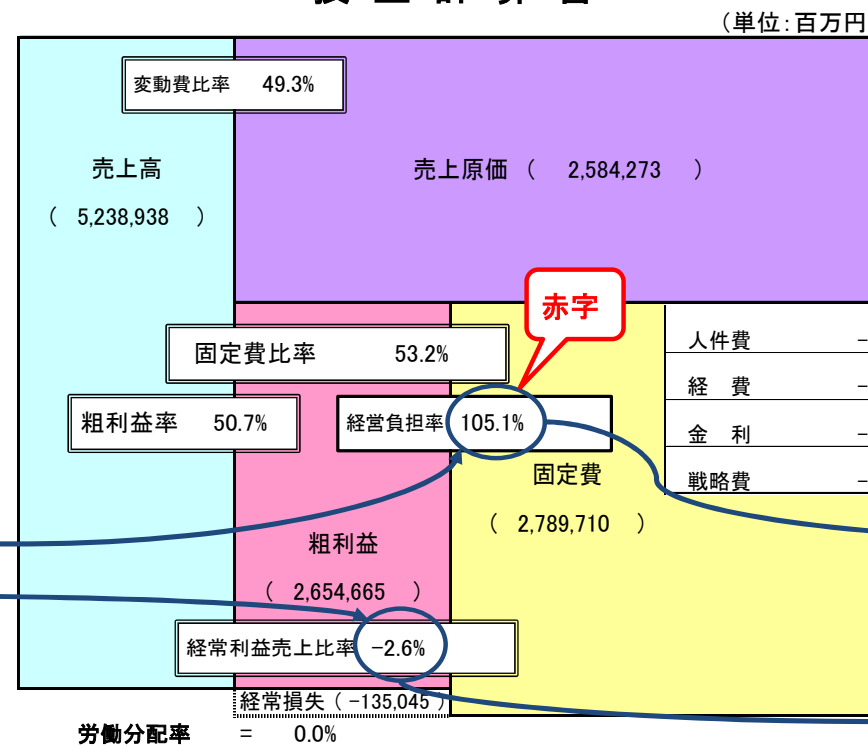 （単位：百万円
変動費比率 49.3%
売上高
（ 5,238,938 ）
売上原価（ 2,584,273 ）
赤字
固定費比率 53.2%
粗利益率 50.7%
経営負担率 105.1%
人件費 -
経 費 -
金 利 -
戦略費 -
固定費
（ 2,789,710 ）
粗利益
（ 2,654,665 ）
経常利益売上比率 -2.6%
経常損失（ -135,045 ）
労働分配率 = 0.0%